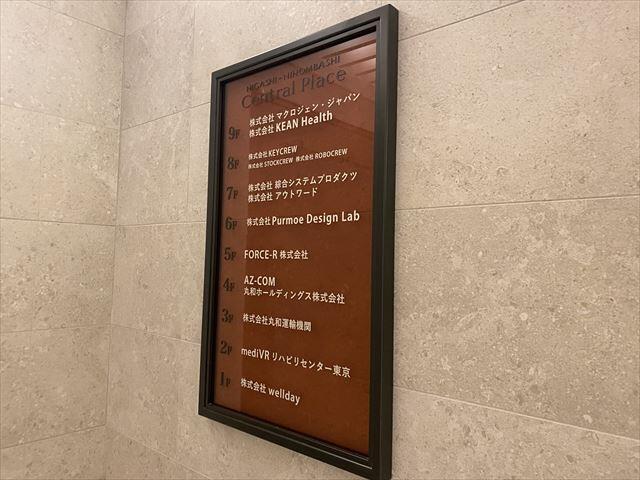 HIGASHI-NIHOMBASHI
Central Place
9F 株式会社 マクロジェン・ジャパン
株式会社 KEAN Health
8F 株式会社 KEYCREW
株式会社 STOCKCREW 株式会社 ROBOCREW
7F 株式会社 綜合システムプロダクツ
株式会社 アウトワード
6F 株式会社 Purmoe Design Lab
5F FORCE-R 株式会社
4F AZ-COM
丸和ホールディングス株式会社
3F 株式会社丸和運輸機関
2F mediVR リハビリセンター東京
1F 株式会社 wellday